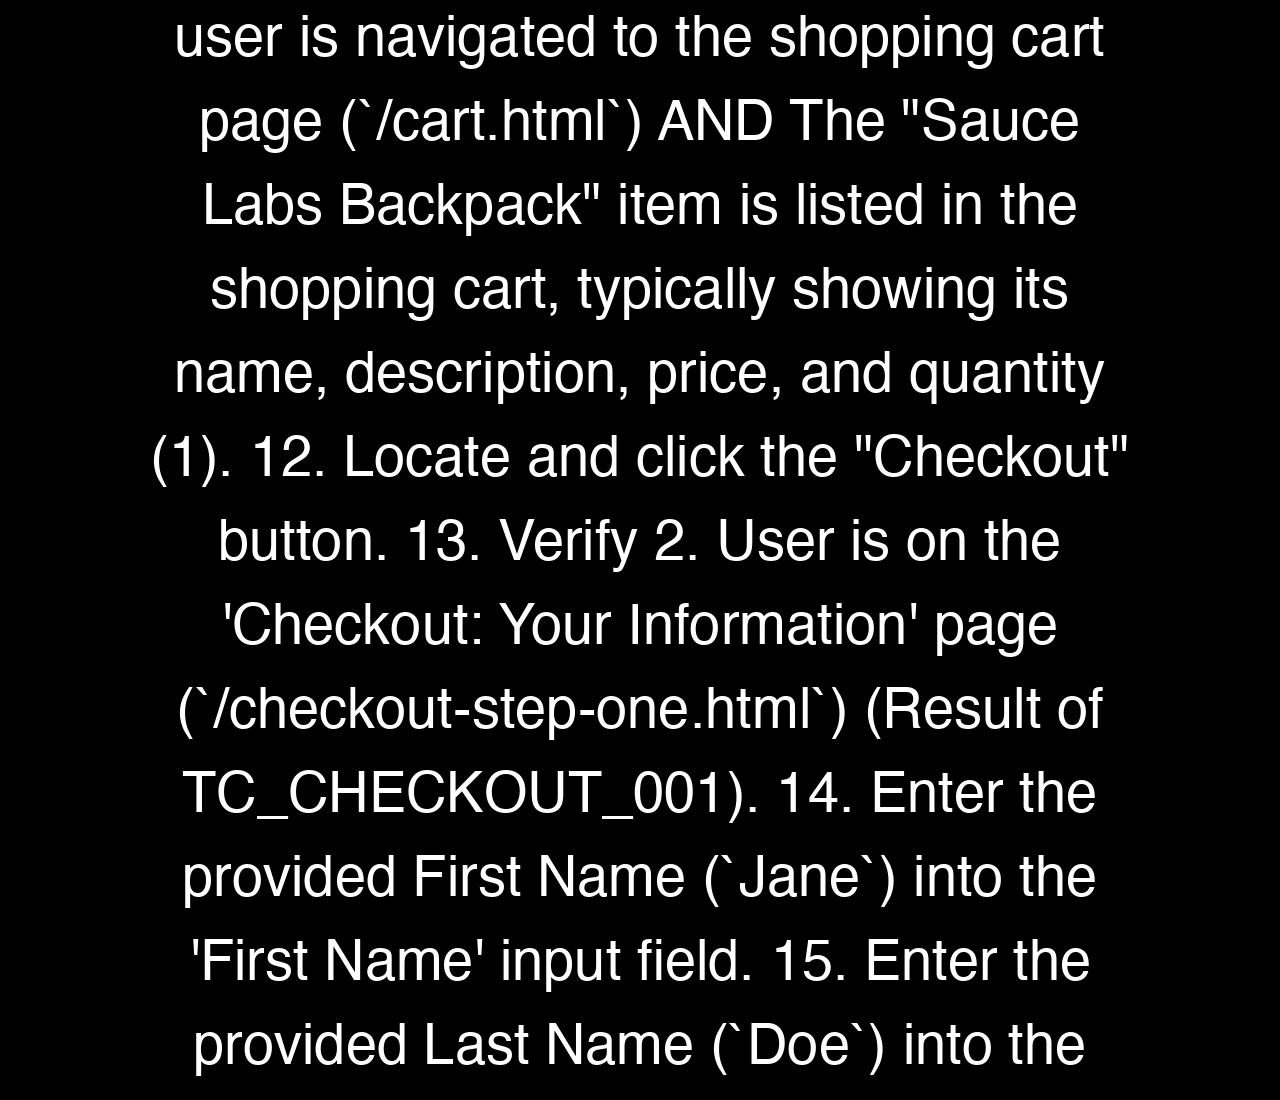 user is navigated to the shopping cart
page (`/cart.html`) AND The "Sauce
Labs Backpack" item is listed in the
shopping cart, typically showing its
name, description, price, and quantity
(1). 12. Locate and click the "Checkout"
button. 13. Verify 2. User is on the
'Checkout: Your Information' page
(`/checkout-step-one.html`) (Result of
TC_CHECKOUT_001). 14. Enter the
provided First Name (`Jane`) into the
'First Name' input field. 15. Enter the
provided Last Name (`Doe`) into the